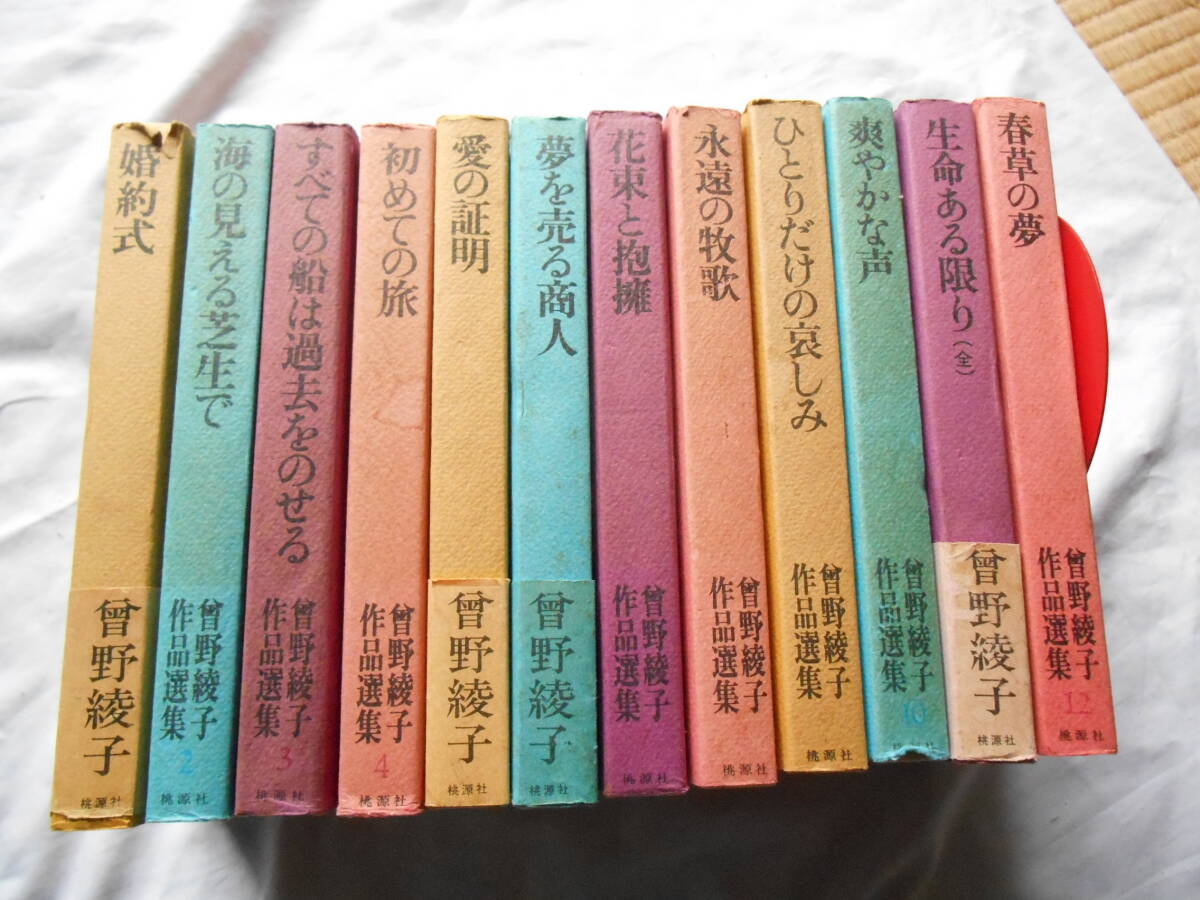 婚約式
曾野綾子
桃源社
海の見える芝生で
曾野綾子
作品選集
2
桃源社
すべての船は過去をのせる
曾野綾子
作品選集
3
桃源社
初めての旅
曾野綾子
作品選集
4
桃源社
愛の証明
曾野綾子
桃源社
夢を売る商人
曾野綾子
桃源社
花束と抱擁
曾野綾子
作品選集
7
桃源社
永遠の牧歌
曾野綾子
作品選集
桃源社
ひとりだけの哀しみ
曾野綾子
作品選集
桃源社
爽やかな声
曾野綾子
作品選集
10
生命ある限り(全)
曾野綾子
桃源社
春草の夢
曾野綾子
作品選集
12
桃源社